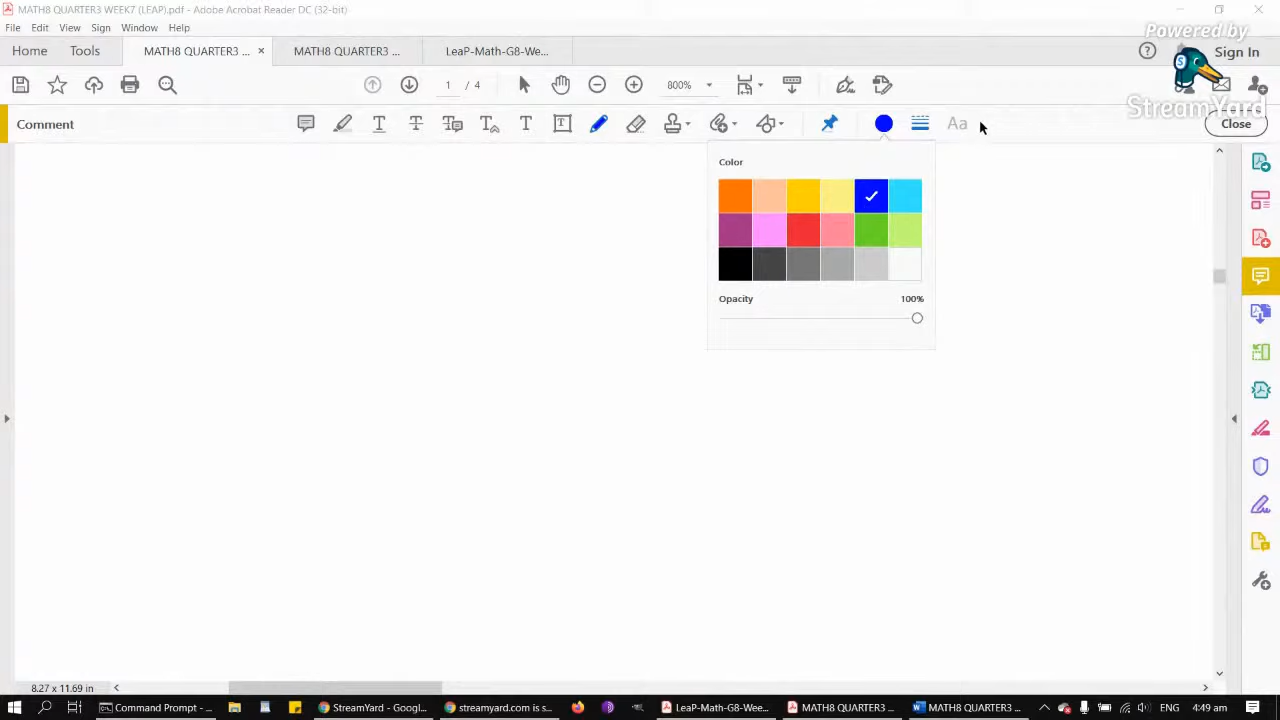 MATH8 QUARTER3 WEEK7 (LEAP).pdf - Adobe Acrobat Reader DC (32-bit)
Powered by
File Edit View Sign Window Help
Home Tools MATH8 QUARTER3 ... × MATH8 QUARTER3 ... LeaP-Math-G8-We... Sign In
1 / 4 800%
StreamYard
Comment Aa Close
Color
Opacity 100%
8.27 x 11.69 in
Command Prompt - ... StreamYard - Googl... streamyard.com is s... LeaP-Math-G8-Wee... MATH8 QUARTER ... MATH8 QUARTER3 ... ENG 4:49 am